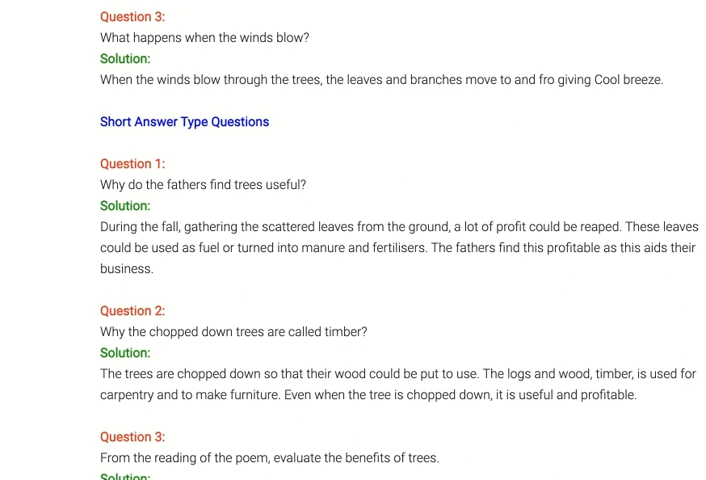 Question 3:
What happens when the winds blow?
Solution:
When the winds blow through the trees, the leaves and branches move to and fro giving Cool breeze.
Short Answer Type Questions
Question 1:
Why do the fathers find trees useful?
Solution:
During the fall, gathering the scattered leaves from the ground, a lot of profit could be reaped. These leaves
could be used as fuel or turned into manure and fertilisers. The fathers find this profitable as this aids their
business.
Question 2:
Why the chopped down trees are called timber?
Solution:
The trees are chopped down so that their wood could be put to use. The logs and wood, timber, is used for
carpentry and to make furniture. Even when the tree is chopped down, it is useful and profitable.
Question 3:
From the reading of the poem, evaluate the benefits of trees.
Solution: